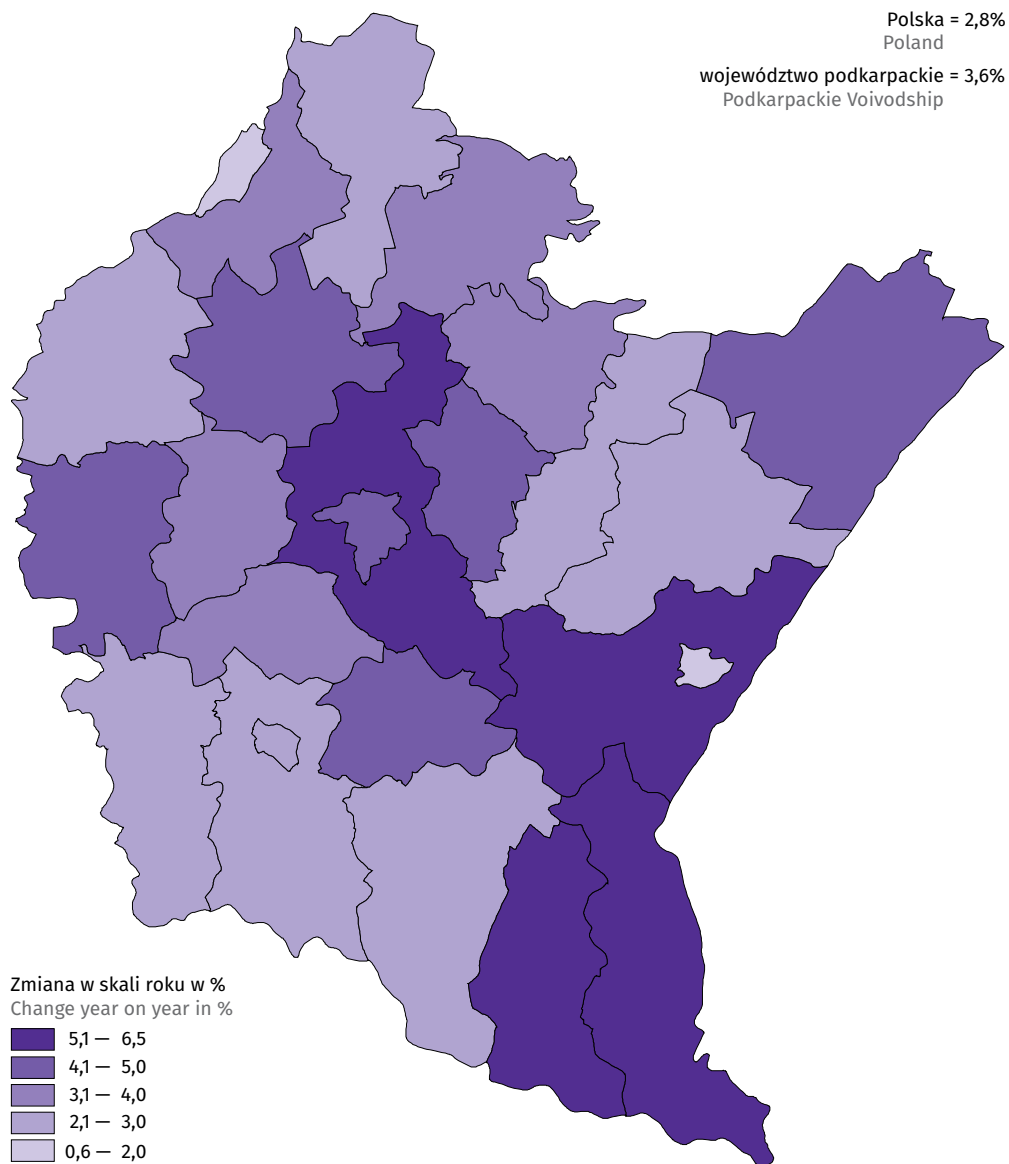 Polska = 2,8%
Poland
województwo podkarpackie = 3,6%
Podkarpackie Voivodship
Zmiana w skali roku w %
Change year on year in %
5,1 — 6,5
4,1 — 5,0
3,1 — 4,0
2,1 — 3,0
0,6 — 2,0